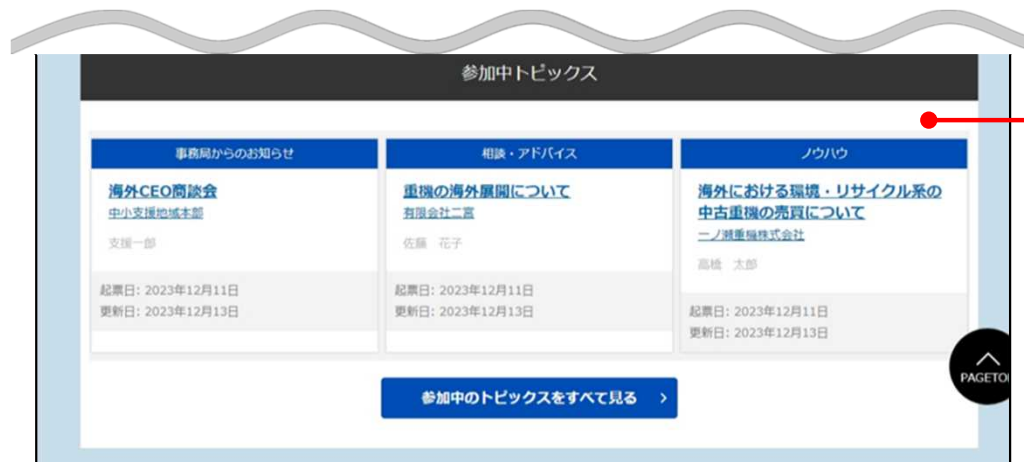 参加中トピックス
事務局からのお知らせ
海外CEO商談会
中小支援地域本部
支援一郎
起票日: 2023年12月11日
更新日: 2023年12月13日
相談・アドバイス
重機の海外展開について
有限会社二宮
佐藤 花子
起票日: 2023年12月11日
更新日: 2023年12月13日
ノウハウ
海外における環境・リサイクル系の
中古重機の売買について
一ノ瀬重機株式会社
高橋 太郎
起票日: 2023年12月11日
更新日: 2023年12月13日
参加中のトピックスをすべて見る
PAGETO